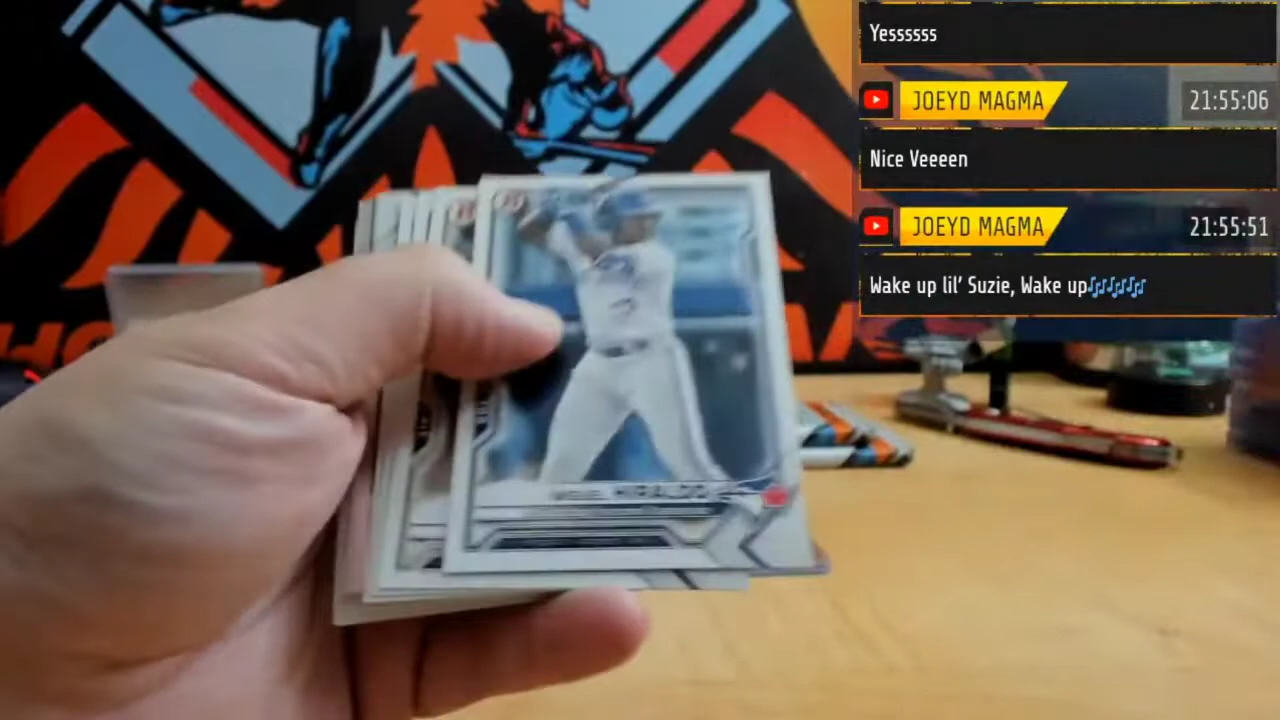 Yessssss
JOEYD MAGMA 21:55:06
Nice Veeeen
JOEYD MAGMA 21:55:51
Wake up lil' Suzie, Wake up🎶🎶🎶
HIRALDO